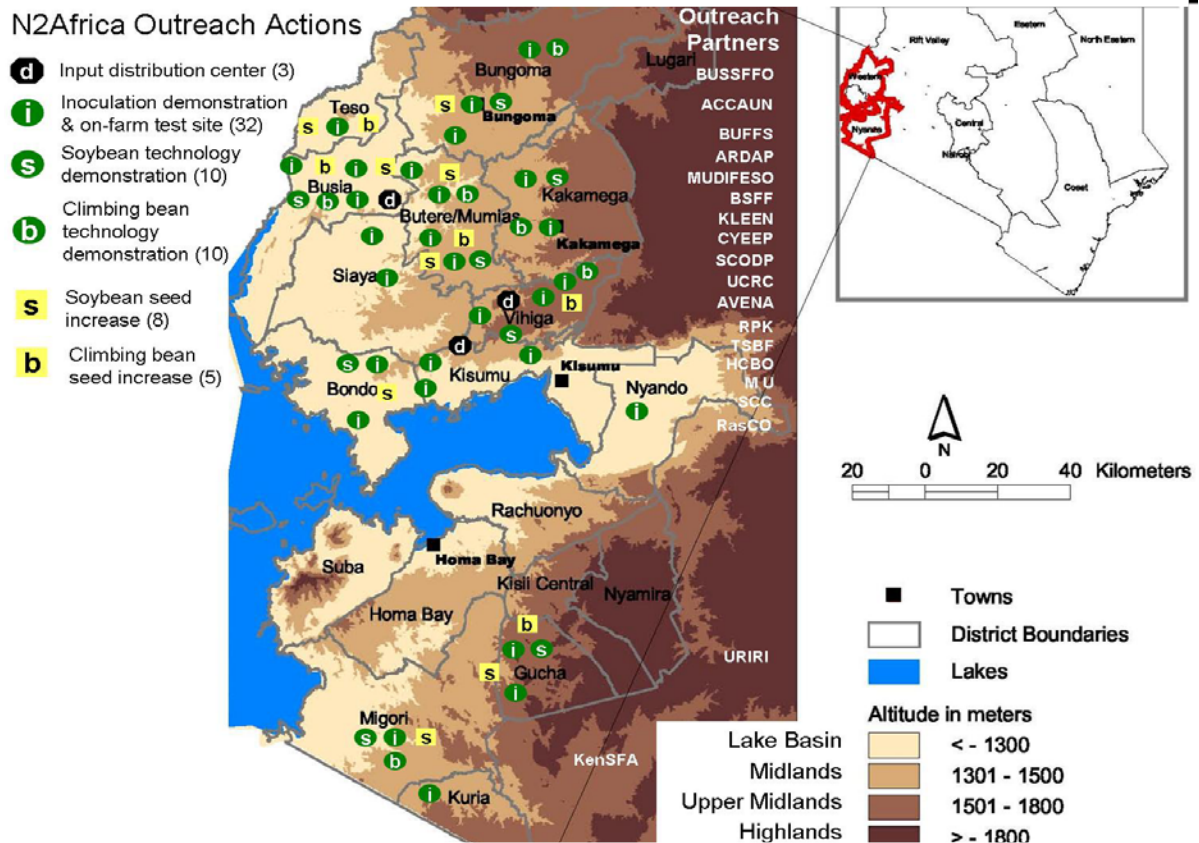 N2Africa Outreach Actions
d Input distribution center (3)
i Inoculation demonstration
& on-farm test site (32)
s Soybean technology
demonstration (10)
b Climbing bean
technology
demonstration
(10)
s Soybean seed
increase (8)
b Climbing bean
seed increase (5)
Outreach
Partners
BUSSFFO
ACCAUN
BUFFS
ARDAP
MUDIFESO
BSFF
KLEEN
CYEEP
SCODP
UCRC
AVENA
RPK
TSBF
HCBO
M U
SCC
RasCO
URIRI
KenSFA
i b
Bungoma
Lugari
s i s
Bungoma
Teso
s i b
i
i b i s i s
Busia
s b i d
i b
Butere/Mumias
i s
Kakamega
i
i b
b i
Kakamega
Siaya
s i s
i
i b
d i b
Vihiga
i
s
d
i
Kisumu
Kisumu
s i i
Bondo
s i
i
Nyando
i
Rachuonyo
Homa Bay
Suba
Kisii Central
Nyamira
Homa Bay
b
i s
Gucha
s
i
Migori
s i s
b
Kuria
i
Rift Valley
Eastern
North Eastern
Western
Nyanza
Central
Nairobi
Coast
N
20 0 20 40 Kilometers
Towns
District Boundaries
Lakes
Altitude in meters
Lake Basin < - 1300
Midlands 1301 - 1500
Upper Midlands 1501 - 1800
Highlands > - 1800